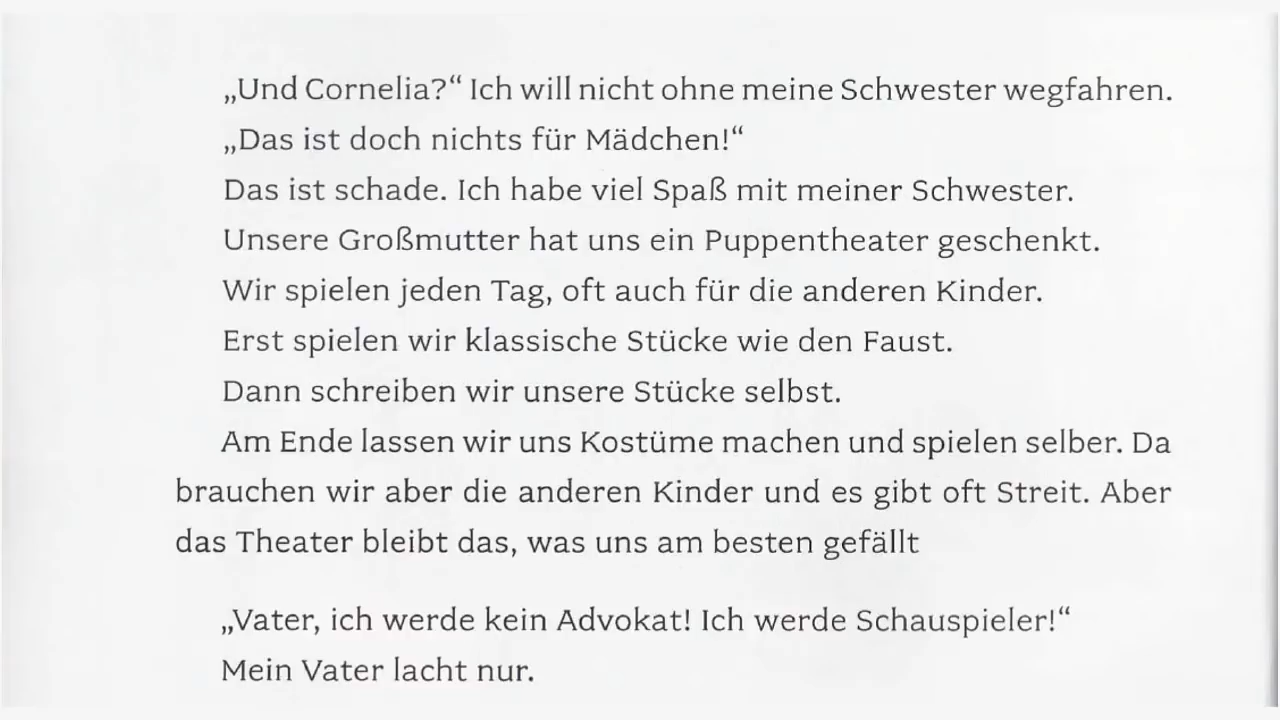 „Und Cornelia?“ Ich will nicht ohne meine Schwester wegfahren.
„Das ist doch nichts für Mädchen!“
Das ist schade. Ich habe viel Spaß mit meiner Schwester.
Unsere Großmutter hat uns ein Puppentheater geschenkt.
Wir spielen jeden Tag, oft auch für die anderen Kinder.
Erst spielen wir klassische Stücke wie den Faust.
Dann schreiben wir unsere Stücke selbst.
Am Ende lassen wir uns Kostüme machen und spielen selber. Da
brauchen wir aber die anderen Kinder und es gibt oft Streit. Aber
das Theater bleibt das, was uns am besten gefällt
„Vater, ich werde kein Advokat! Ich werde Schauspieler!“
Mein Vater lacht nur.